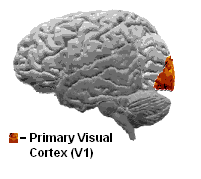 – Primary Visual
Cortex (V1)